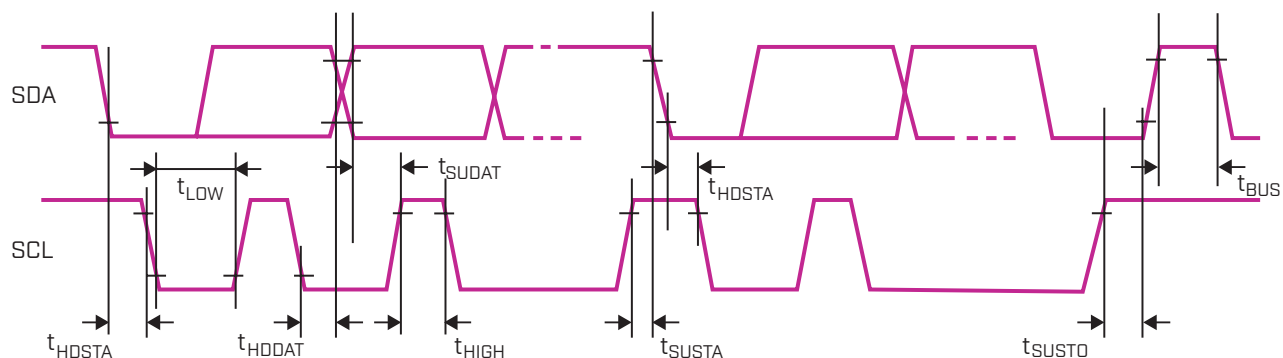 SDA
tSUDAT
tLOW
tHDSTA
tBUS
SCL
tHDSTA
tHDDAT
tHIGH
tSUSTA
tSUSTO